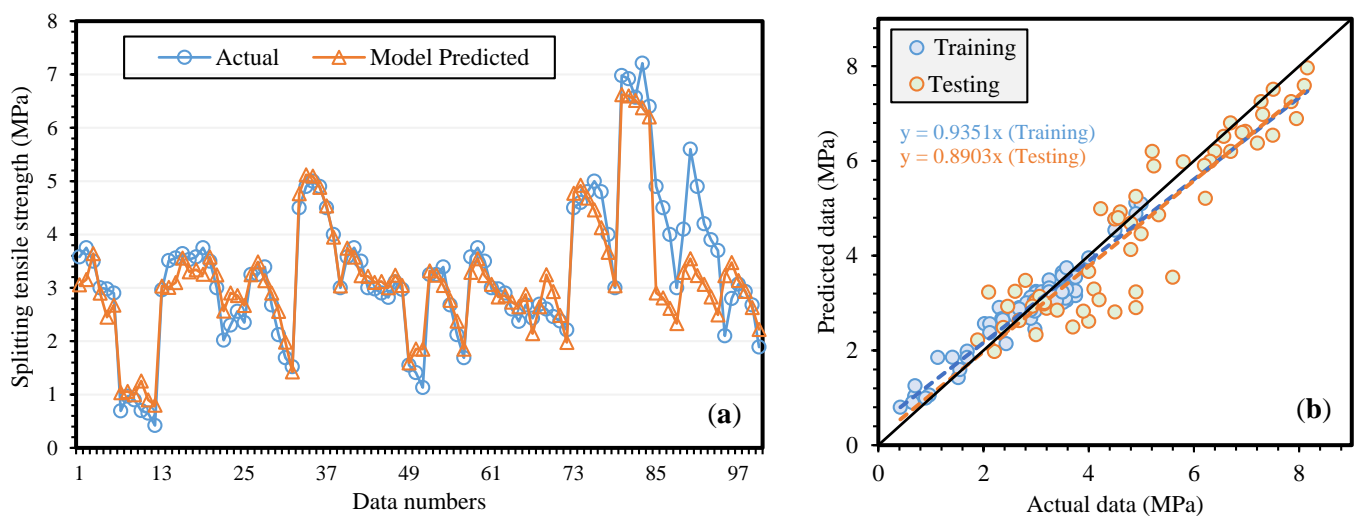 Actual
Model Predicted
Splitting tensile strength (MPa)
8
7
6
5
4
3
2
1
0
1 13 25 37 49 61 73 85 97
Data numbers
(a)
Training
Testing
y = 0.9351x (Training)
y = 0.8903x (Testing)
Predicted data (MPa)
8
6
4
2
0
0 2 4 6 8
Actual data (MPa)
(b)